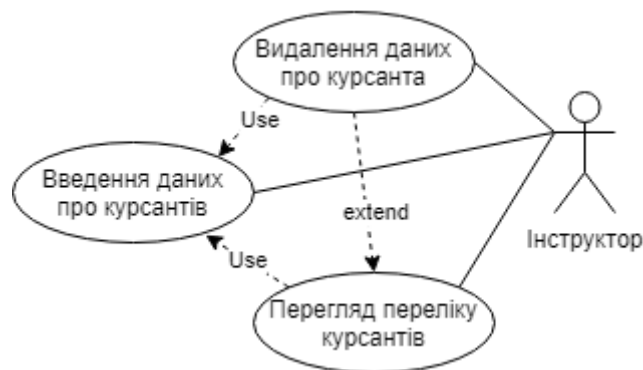 Видалення даних
про курсанта
Use
Введення даних
про курсантів
extend
Інструктор
Use
Перегляд переліку
курсантів